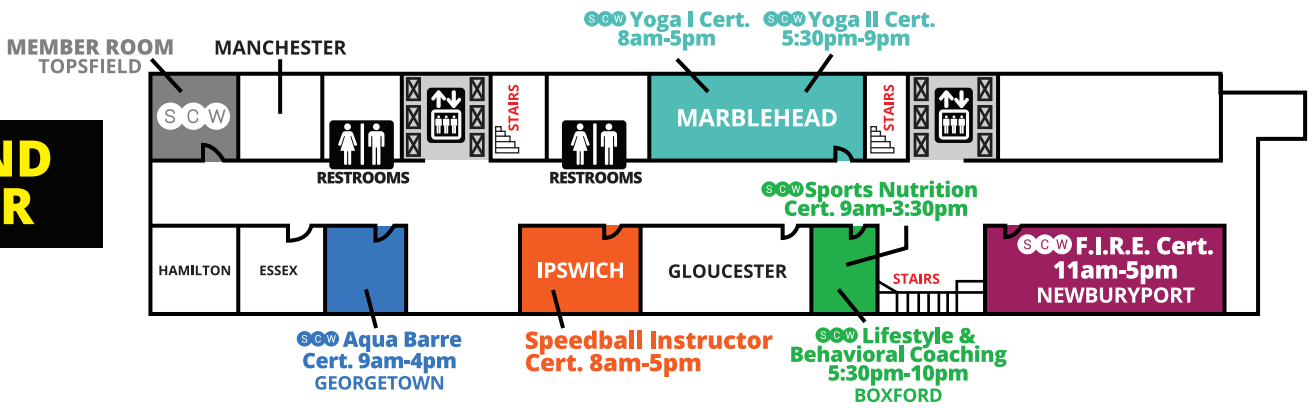 SCW Yoga I Cert.
8am-5pm
SCW Yoga II Cert.
5:30pm-9pm
MEMBER ROOM
TOPSFIELD
MANCHESTER
SCW
STAIRS
STAIRS
MARBLEHEAD
RESTROOMS
RESTROOMS
ND
R
SCW Sports Nutrition
Cert. 9am-3:30pm
HAMILTON
ESSEX
IPSWICH
GLOUCESTER
STAIRS
SCW F.I.R.E. Cert.
11am-5pm
NEWBURYPORT
SCW Aqua Barre
Cert. 9am-4pm
GEORGETOWN
Speedball Instructor
Cert. 8am-5pm
SCW Lifestyle &
Behavioral Coaching
5:30pm-10pm
BOXFORD